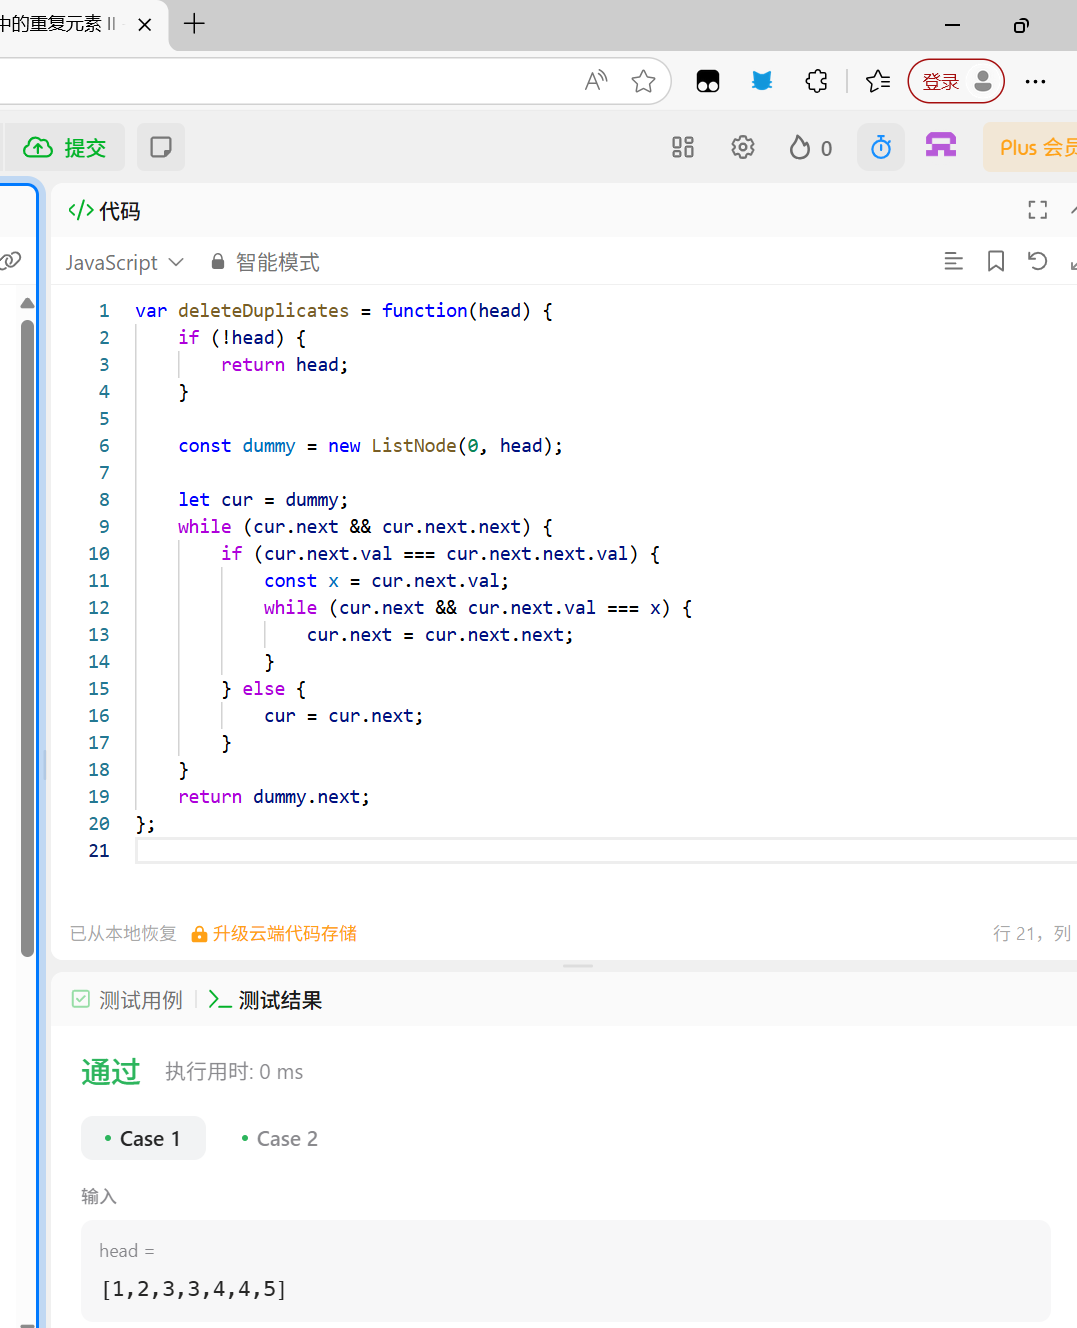 中的重复元素 II
登录
提交
0
Plus 会员
</> 代码
JavaScript 智能模式
1 var deleteDuplicates = function(head) {
2 if (!head) {
3 return head;
4 }
5
6 const dummy = new ListNode(0, head);
7
8 let cur = dummy;
9 while (cur.next && cur.next.next) {
10 if (cur.next.val === cur.next.next.val) {
11 const x = cur.next.val;
12 while (cur.next && cur.next.val === x) {
13 cur.next = cur.next.next;
14 }
15 } else {
16 cur = cur.next;
17 }
18 }
19 return dummy.next;
20 };
21
已从本地恢复 升级云端代码存储 行 21，列
测试用例 测试结果
通过 执行用时: 0 ms
Case 1 Case 2
输入
head =
[1,2,3,3,4,4,5]